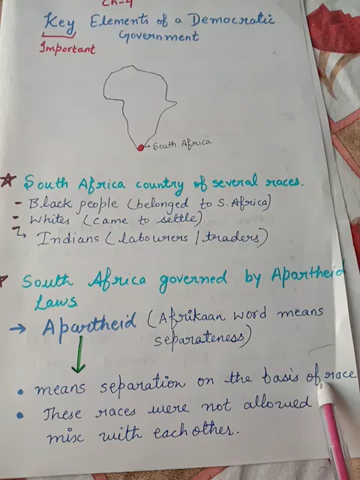 Ch-4
Key Elements of a Democratic
Government
Important
South Africa
South Africa country of several races.
- Black people (belonged to S. Africa)
- Whites (came to settle)
Indians (labourers / traders)
South Africa governed by Apartheid
Laws
→ Apartheid (Afrikaan word means
separateness)
• means separation on the basis of race
• These races were not allowed
mix with each other.